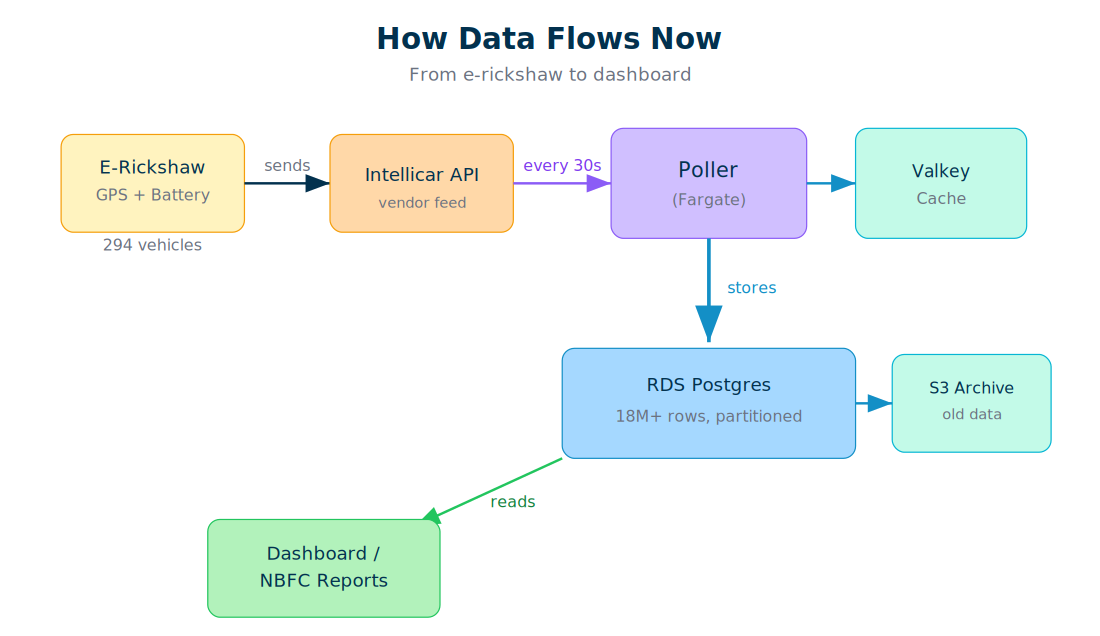 How Data Flows Now
From e-rickshaw to dashboard
E-Rickshaw
GPS + Battery
294 vehicles
sends
Intellicar API
vendor feed
every 30s
Poller
(Fargate)
Valkey
Cache
stores
RDS Postgres
18M+ rows, partitioned
S3 Archive
old data
reads
Dashboard /
NBFC Reports